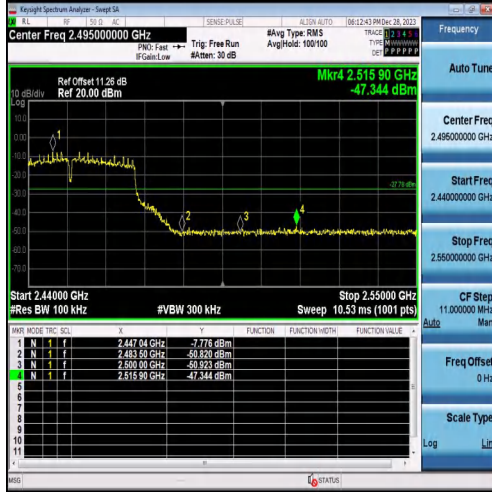 Keysight Spectrum Analyzer - Swept SA
RL RF 50 Ω AC SENSE:PULSE ALIGN AUTO 06:12:43 PM Dec 28, 2023
Center Freq 2.495000000 GHz
PNO: Fast Trig: Free Run
IFGain:Low #Atten: 30 dB
#Avg Type: RMS
Avg|Hold: 100/100
TRACE 1 2 3 4 5 6
TYPE M WWWWW
DET P P P P P P
Ref Offset 11.26 dB
10 dB/div Ref 20.00 dBm
Log
Mkr4 2.515 90 GHz
-47.344 dBm
10.0
0.00
-10.0
-20.0
-30.0
-40.0
-50.0
-60.0
-70.0
1
2
3
4
Start 2.44000 GHz Stop 2.55000 GHz
#Res BW 100 kHz #VBW 300 kHz Sweep 10.53 ms (1001 pts)
MKR MODE TRC SCL X Y FUNCTION FUNCTION WIDTH FUNCTION VALUE
1 N 1 f 2.447 04 GHz -7.776 dBm
2 N 1 f 2.483 50 GHz -50.820 dBm
3 N 1 f 2.500 00 GHz -50.923 dBm
4 N 1 f 2.515 90 GHz -47.344 dBm
5
6
7
8
9
10
11
MSG STATUS
Frequency
Auto Tune
Center Freq
2.495000000 GHz
Start Freq
2.440000000 GHz
Stop Freq
2.550000000 GHz
CF Step
11.000000 MHz
Auto Man
Freq Offset
0 Hz
Scale Type
Log Lin